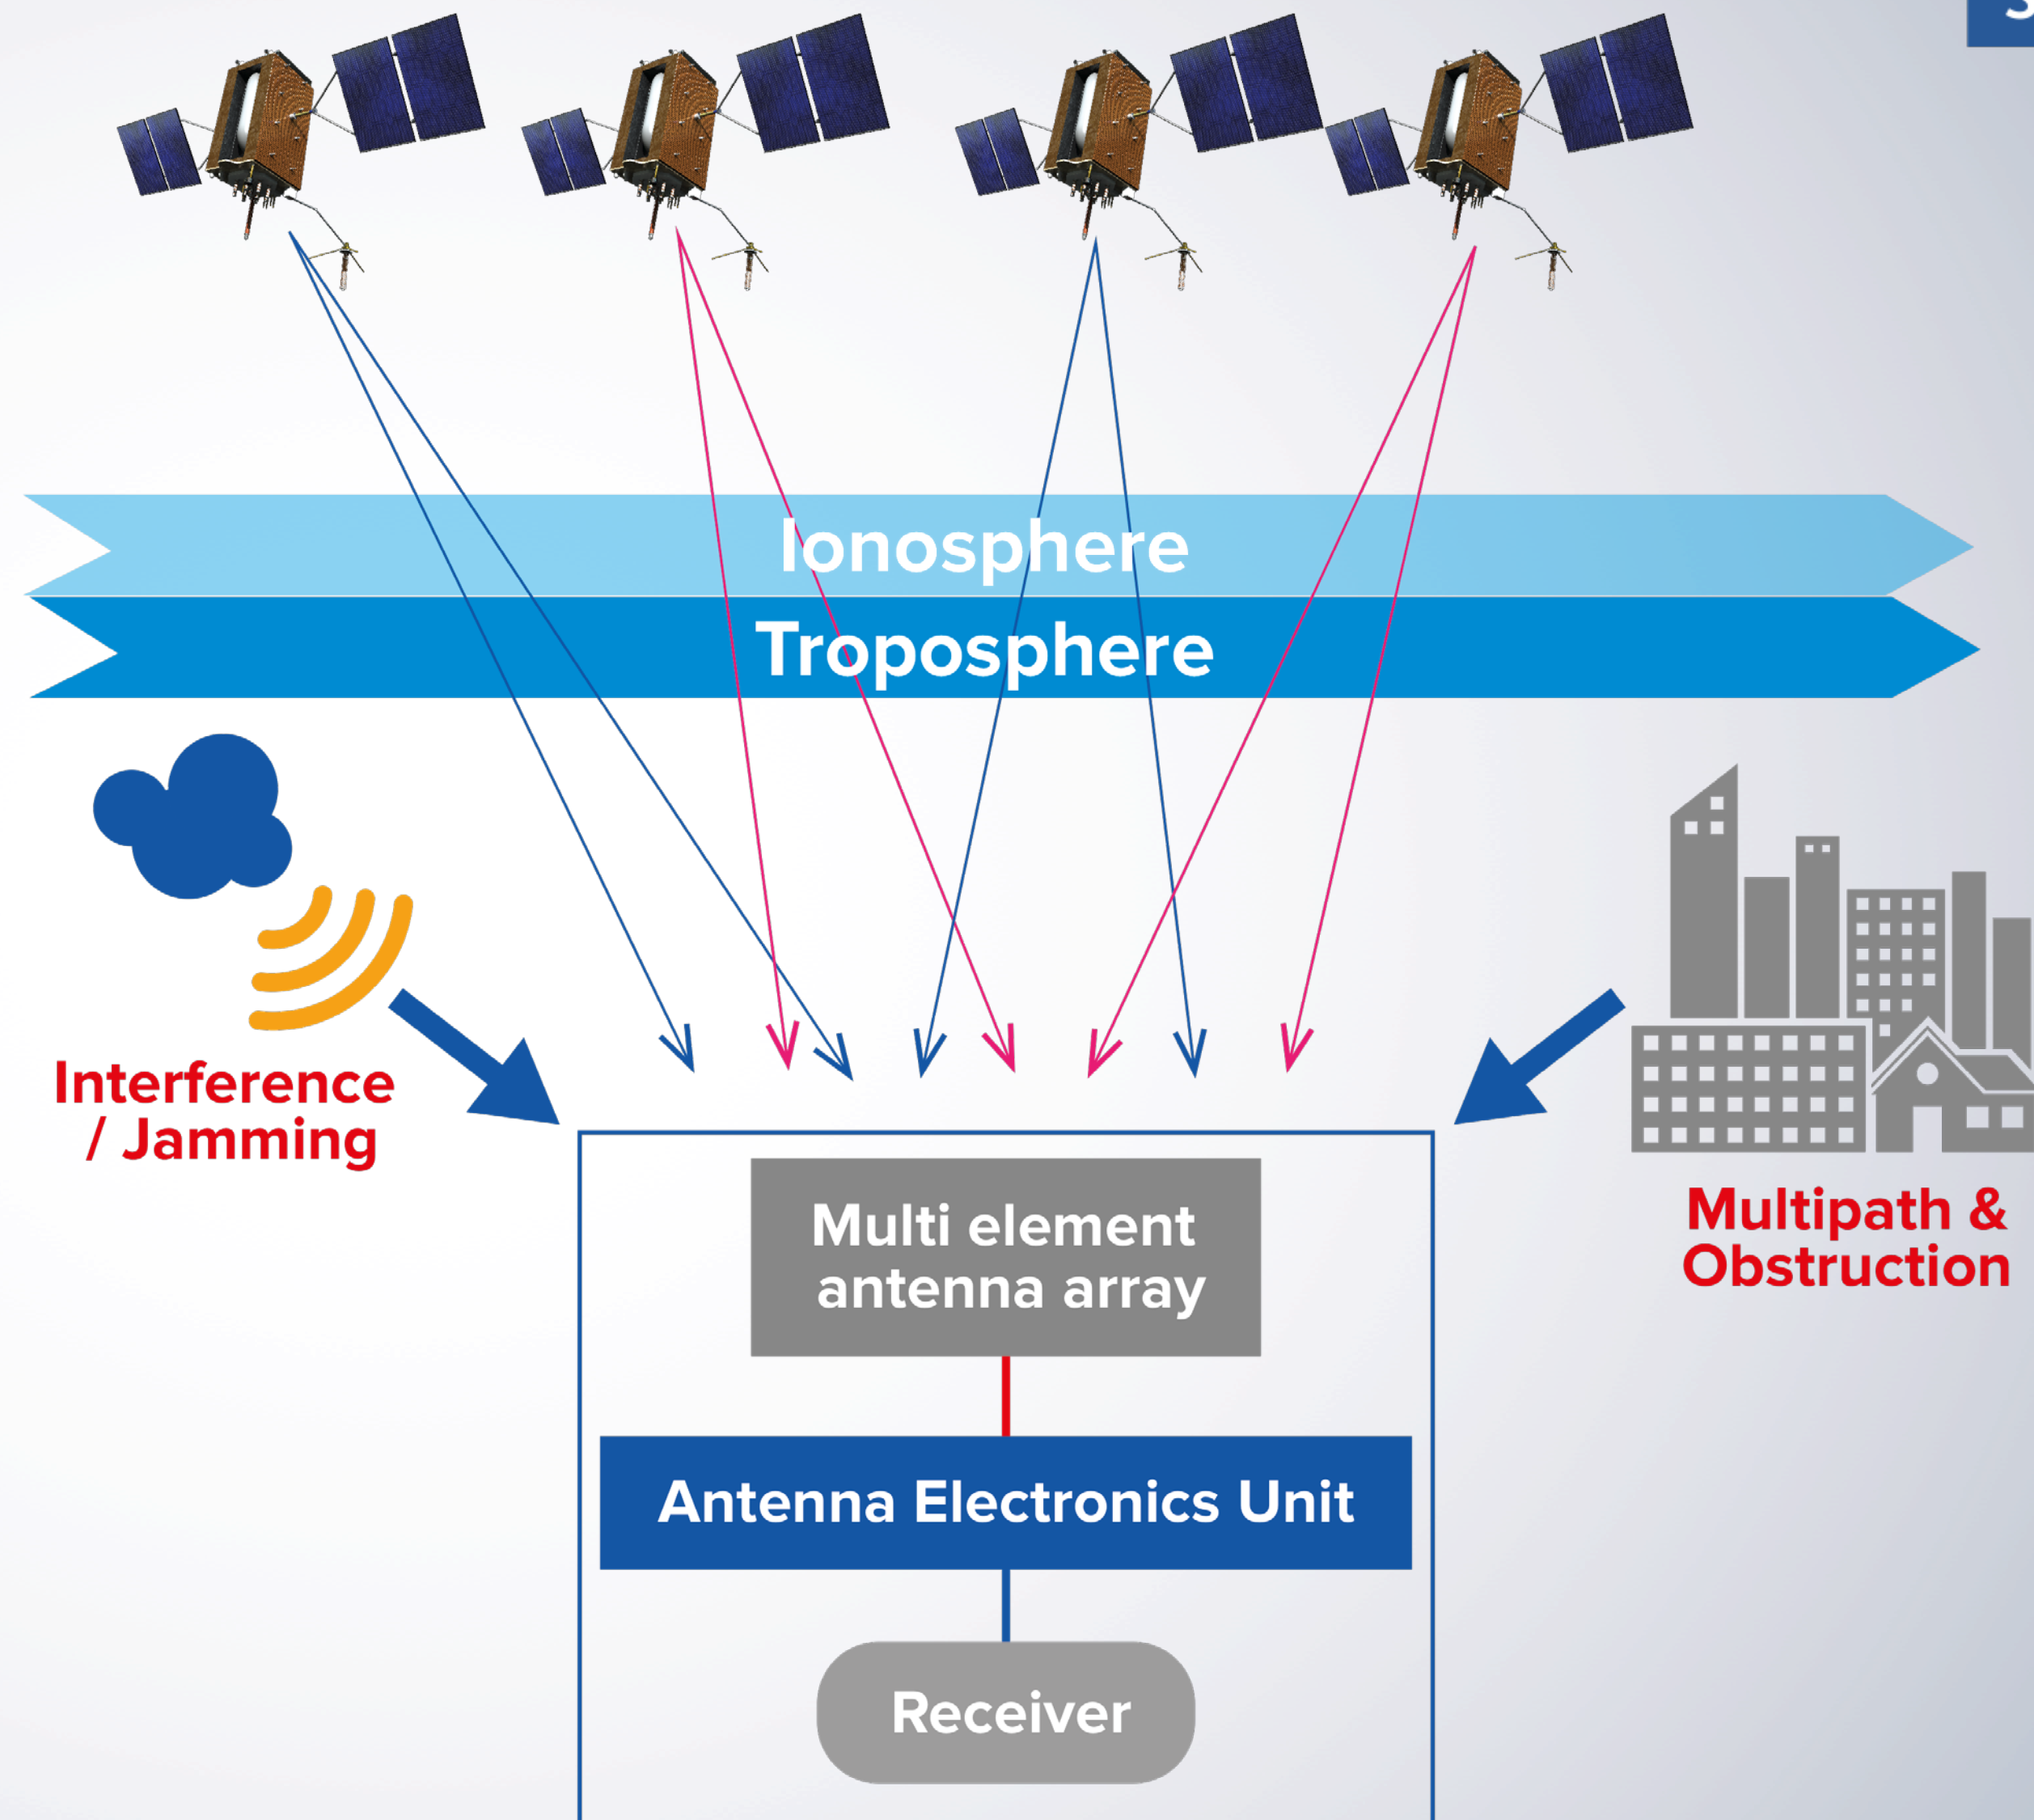 Ionosphere
Troposphere
Interference
/ Jamming
Multipath &
Obstruction
Multi element
antenna array
Antenna Electronics Unit
Receiver